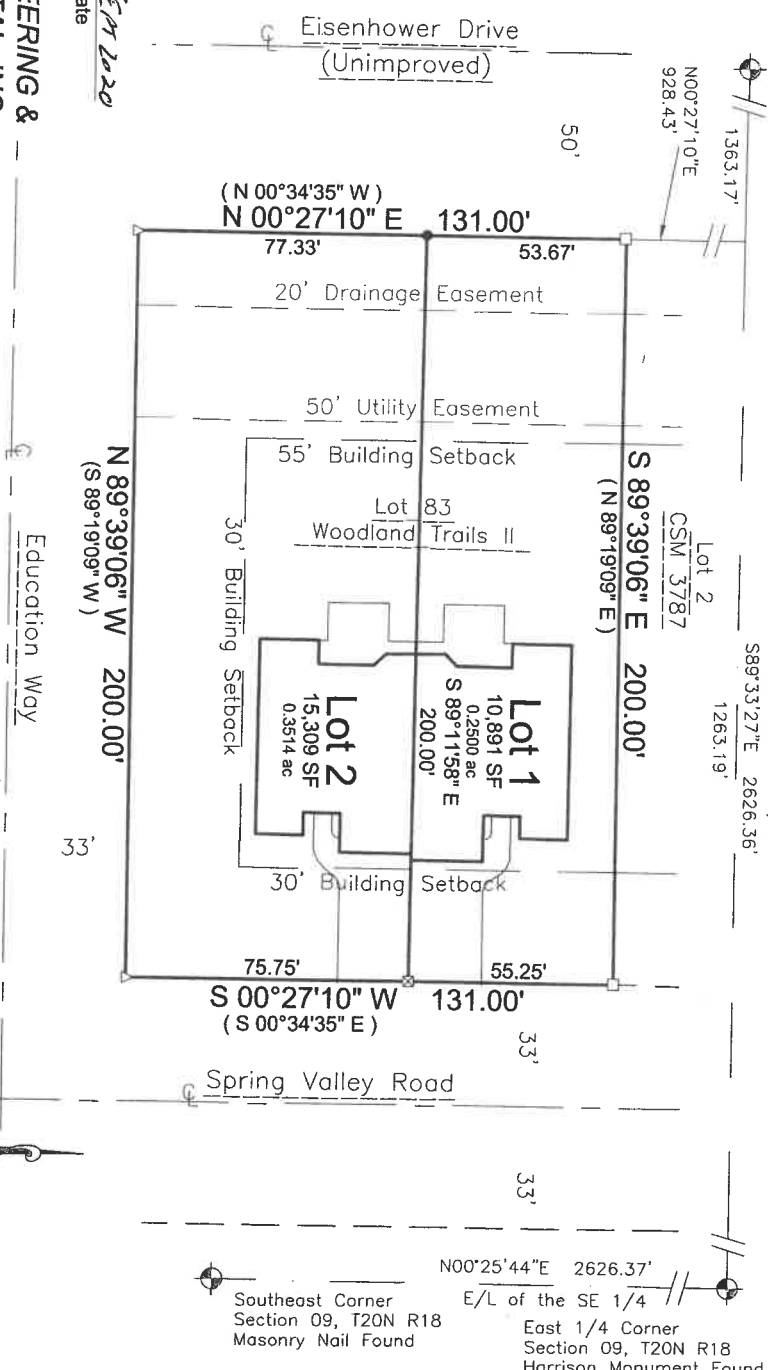 Eisenhower Drive
(Unimproved)
2020
ate
EERING &
N00°27'10"E
928.43'
1363.17'
50'
( N 00°34'35" W )
N 00°27'10" E 131.00'
77.33'
53.67'
20' Drainage Easement
50' Utility Easement
55' Building Setback
Lot 83
Woodland Trails II
30' Building Setback
N 89°39'06" W 200.00'
(S 89°19'09" W)
Education Way
33'
S 89°39'06" E 200.00'
( N 89°19'09" E )
Lot 2
CSM 3787
S89°33'27"E 2626.36'
1263.19'
Lot 1
10,891 SF
0.2500 ac
S 89°11'58" E
200.00'
Lot 2
15,309 SF
0.3514 ac
30' Building Setback
75.75'
55.25'
S 00°27'10" W 131.00'
( S 00°34'35" E )
33'
Spring Valley Road
33'
N00°25'44"E 2626.37'
E/L of the SE 1/4
Southeast Corner
Section 09, T20N R18
Masonry Nail Found
East 1/4 Corner
Section 09, T20N R18
Harrison Monument Found